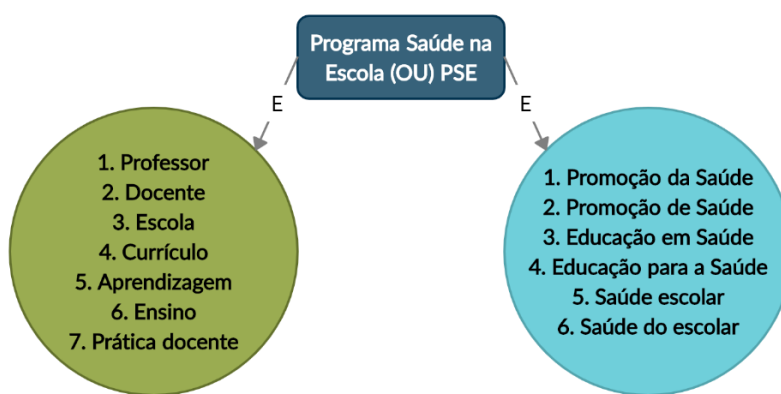 Programa Saúde na
Escola (OU) PSE
E
E
1. Professor
2. Docente
3. Escola
4. Currículo
5. Aprendizagem
6. Ensino
7. Prática docente
1. Promoção da Saúde
2. Promoção de Saúde
3. Educação em Saúde
4. Educação para a Saúde
5. Saúde escolar
6. Saúde do escolar